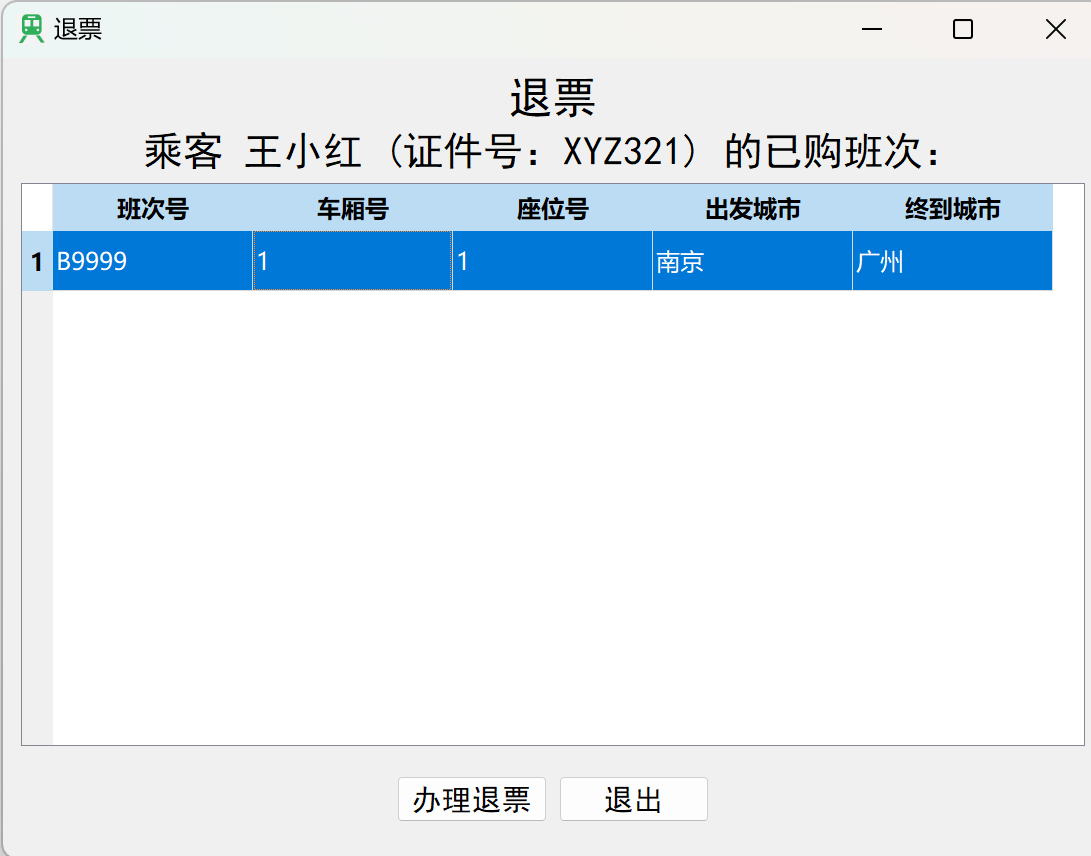 退票
退票
乘客 王小红（证件号：XYZ321）的已购班次：
班次号 车厢号 座位号 出发城市 终到城市
1 B9999 1 1 南京 广州
办理退票 退出